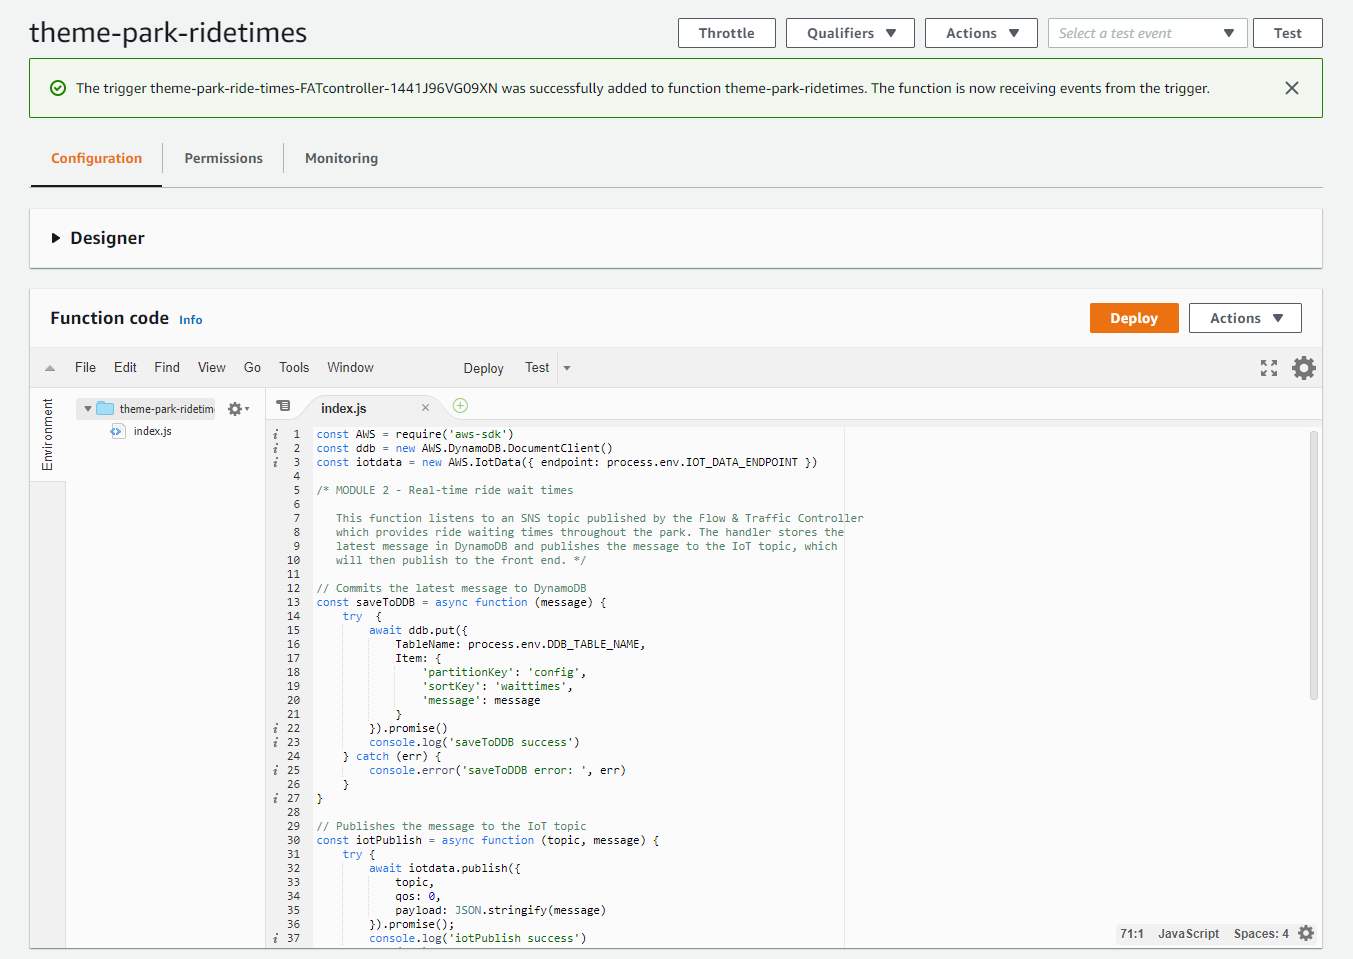 theme-park-ridetimes
Throttle
Qualifiers
Actions
Select a test event
Test
The trigger theme-park-ride-times-FATcontroller-1441J96VG09XN was successfully added to function theme-park-ridetimes. The function is now receiving events from the trigger.
Configuration
Permissions
Monitoring
Designer
Function code Info
Deploy
Actions
File Edit Find View Go Tools Window Deploy Test
Environment
theme-park-ridetim
index.js
index.js
1 const AWS = require('aws-sdk')
2 const ddb = new AWS.DynamoDB.DocumentClient()
3 const iotdata = new AWS.IotData({ endpoint: process.env.IOT_DATA_ENDPOINT })
4
5 /* MODULE 2 - Real-time ride wait times
6
7 This function listens to an SNS topic published by the Flow & Traffic Controller
8 which provides ride waiting times throughout the park. The handler stores the
9 latest message in DynamoDB and publishes the message to the IoT topic, which
10 will then publish to the front end. */
11
12 // Commits the latest message to DynamoDB
13 const saveToDDB = async function (message) {
14 try {
15 await ddb.put({
16 TableName: process.env.DDB_TABLE_NAME,
17 Item: {
18 'partitionKey': 'config',
19 'sortKey': 'waittimes',
20 'message': message
21 }
22 }).promise()
23 console.log('saveToDDB success')
24 } catch (err) {
25 console.error('saveToDDB error: ', err)
26 }
27 }
28
29 // Publishes the message to the IoT topic
30 const iotPublish = async function (topic, message) {
31 try {
32 await iotdata.publish({
33 topic,
34 qos: 0,
35 payload: JSON.stringify(message)
36 }).promise();
37 console.log('iotPublish success')
71:1 JavaScript Spaces: 4